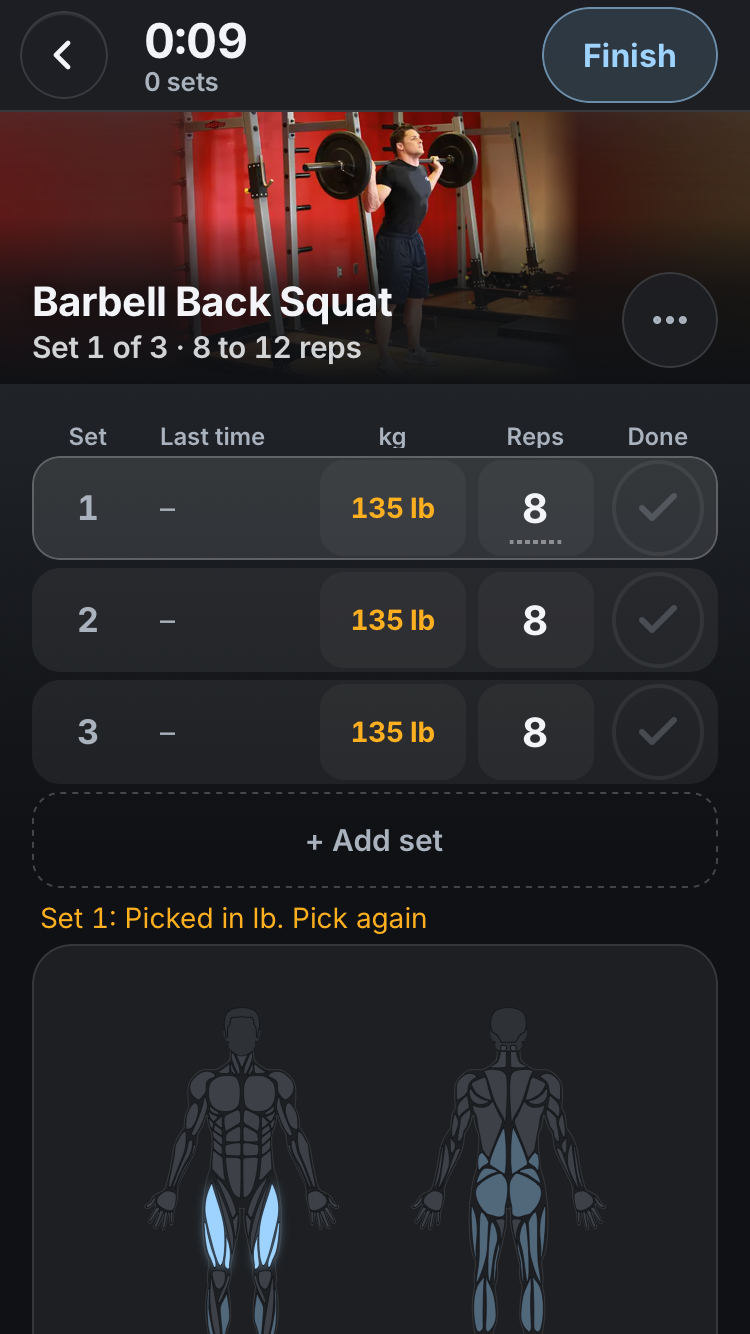 0:09
0 sets
Finish
Barbell Back Squat
Set 1 of 3 · 8 to 12 reps
Set Last time kg Reps Done
1 – 135 lb 8
2 – 135 lb 8
3 – 135 lb 8
+ Add set
Set 1: Picked in lb. Pick again